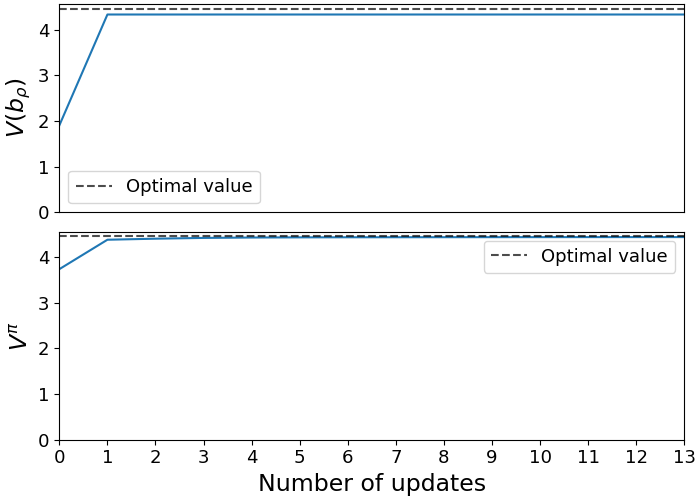 4
3
2
1
0
V(b_ρ)
Optimal value
4
3
2
1
0
V^π
Optimal value
0 1 2 3 4 5 6 7 8 9 10 11 12 13
Number of updates